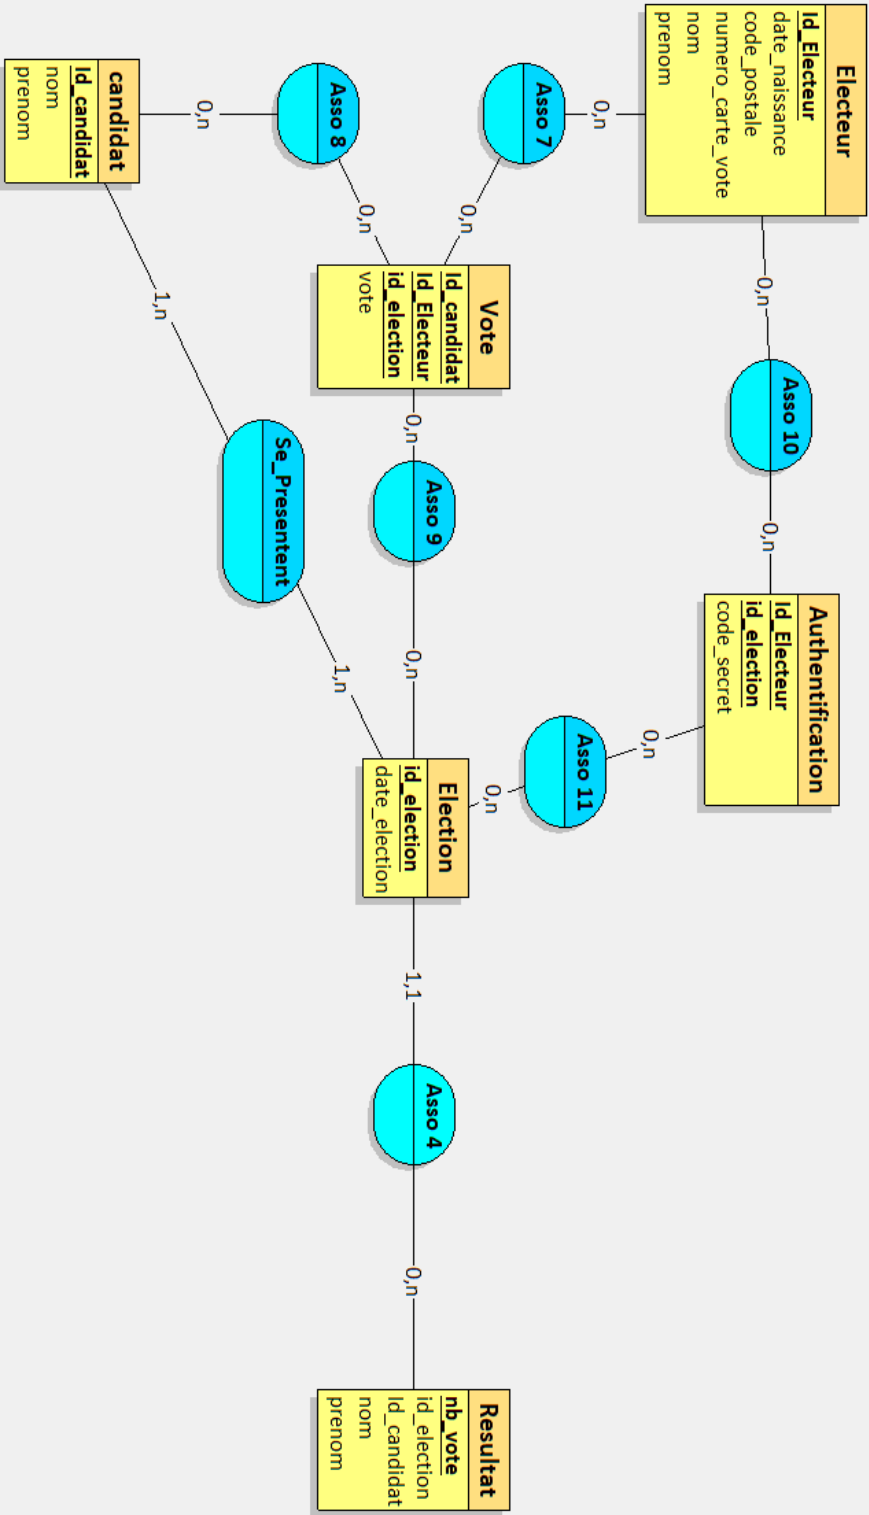 Electeur
Id_Electeur
date_naissance
code_postale
numero_carte_vote
nom
prenom
0,n
Asso 10
0,n
Authentification
Id_Electeur
id_election
code_secret
0,n
Asso 7
0,n
0,n
Asso 11
0,n
Vote
Id_candidat
Id_Electeur
id_election
vote
0,n
Asso 9
0,n
Election
id_election
date_election
1,1
Asso 4
0,n
Resultat
nb_vote
id_election
Id_candidat
nom
prenom
0,n
Asso 8
0,n
Se_Presentent
1,n
1,n
candidat
Id_candidat
nom
prenom